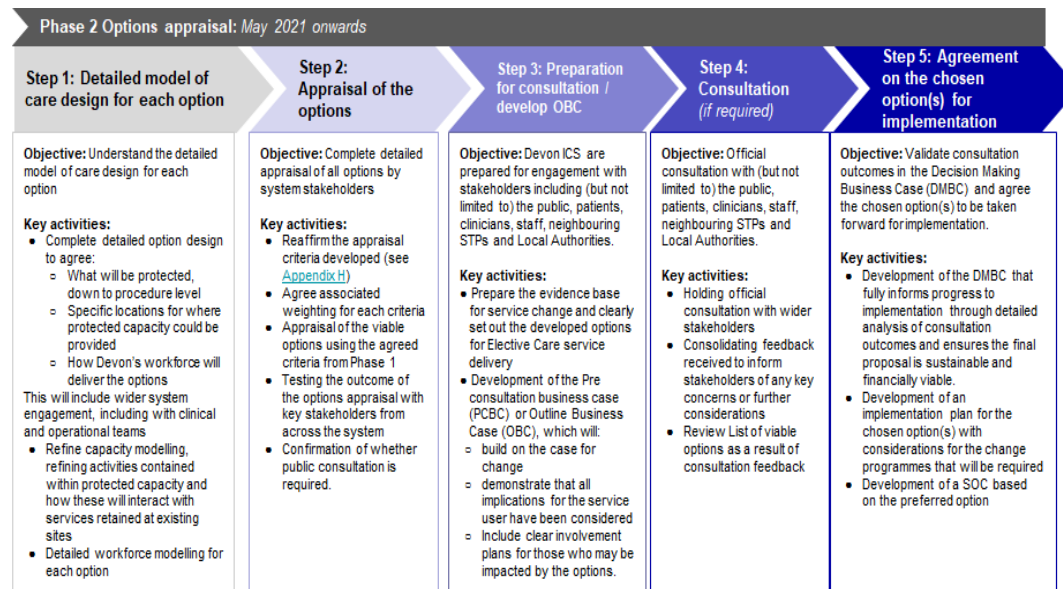 Phase 2 Options appraisal: May 2021 onwards
Step 1: Detailed model of
care design for each option
Objective: Understand the detailed
model of care design for each
option
Key activities:
● Complete detailed option design
to agree:
○ What will be protected,
down to procedure level
○ Specific locations for where
protected capacity could be
provided
○ How Devon's workforce will
deliver the options
This will include wider system
engagement, including with clinical
and operational teams
● Refine capacity modelling,
refining activities contained
within protected capacity and
how these will interact with
services retained at existing
sites
● Detailed workforce modelling for
each option
Step 2:
Appraisal of the
options
Objective: Complete detailed
appraisal of all options by
system stakeholders
Key activities:
● Reaffirm the appraisal
criteria developed (see
Appendix H)
● Agree associated
weighting for each criteria
● Appraisal of the viable
options using the agreed
criteria from Phase 1
● Testing the outcome of
the options appraisal with
key stakeholders from
across the system
● Confirmation of whether
public consultation is
required.
Step 3: Preparation
for consultation /
develop OBC
Objective: Devon ICS are
prepared for engagement with
stakeholders including (but not
limited to) the public, patients,
clinicians, staff, neighbouring
STPs and Local Authorities.
Key activities:
● Prepare the evidence base
for service change and clearly
set out the developed options
for Elective Care service
delivery
● Development of the Pre
consultation business case
(PCBC) or Outline Business
Case (OBC), which will:
○ build on the case for
change
○ demonstrate that all
implications for the service
user have been considered
○ Include clear involvement
plans for those who may be
impacted by the options.
Step 4:
Consultation
(if required)
Objective: Official
consultation with (but not
limited to) the public,
patients, clinicians, staff,
neighbouring STPs and
Local Authorities.
Key activities:
● Holding official
consultation with wider
stakeholders
● Consolidating feedback
received to inform
stakeholders of any key
concerns or further
considerations
● Review List of viable
options as a result of
consultation feedback
Step 5: Agreement
on the chosen
option(s) for
implementation
Objective: Validate consultation
outcomes in the Decision Making
Business Case (DMBC) and agree
the chosen option(s) to be taken
forward for implementation.
Key activities:
● Development of the DMBC that
fully informs progress to
implementation through detailed
analysis of consultation
outcomes and ensures the final
proposal is sustainable and
financially viable.
● Development of an
implementation plan for the
chosen option(s) with
considerations for the change
programmes that will be required
● Development of a SOC based
on the preferred option